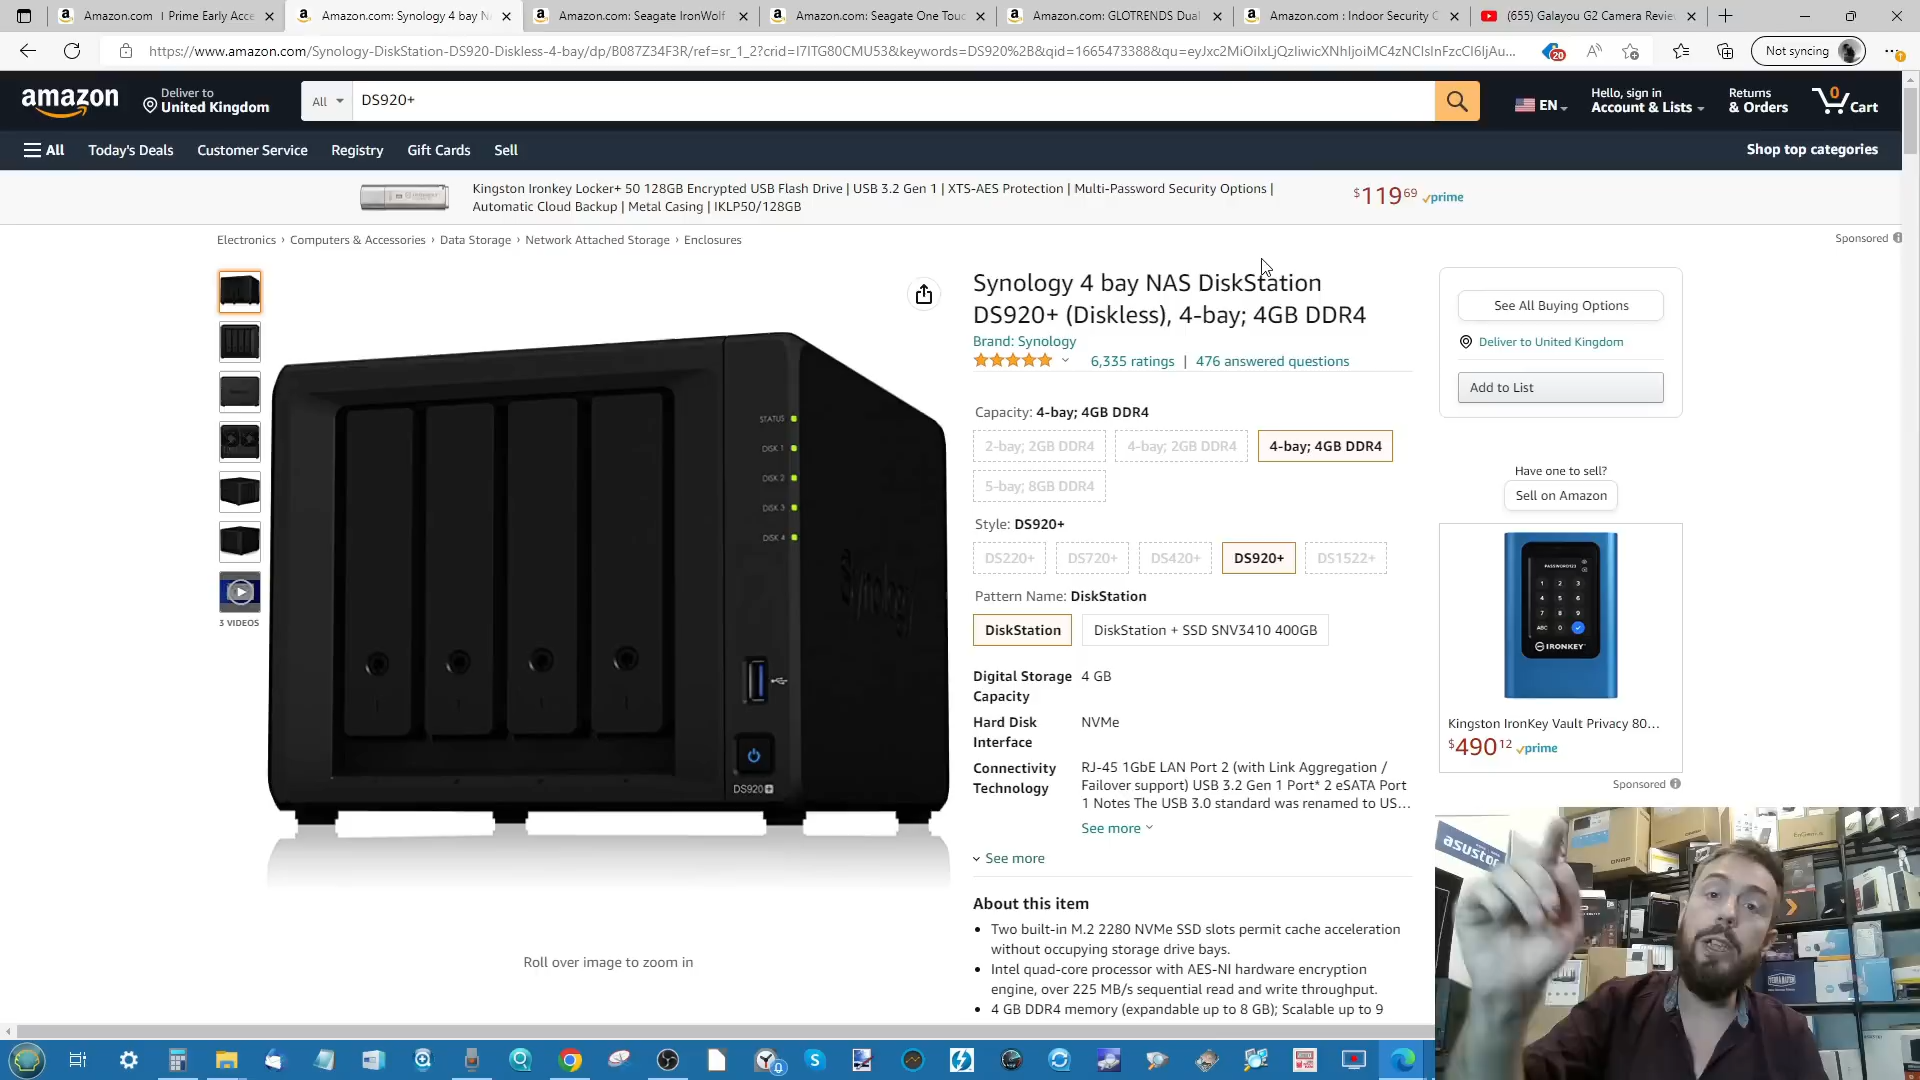 Amazon.com  | Prime Early Acce
Amazon.com: Synology 4 bay N
Amazon.com: Seagate IronWolf
Amazon.com: Seagate One Touc
Amazon.com: GLOTRENDS Dual
Amazon.com : Indoor Security C
(655) Galayou G2 Camera Revie
https://www.amazon.com/Synology-DiskStation-DS920-Diskless-4-bay/dp/B087Z34F3R/ref=sr_1_2?crid=I7ITG80CMU53&keywords=DS920%2B&qid=1665473388&qu=eyJxc2MiOiIxLjQzIiwicXNhIjoiMC4zNCIsInFzcCI6IjAu...
20
Not syncing
amazon
Deliver to
United Kingdom
All
DS920+
EN
Hello, sign in
Account & Lists
Returns
& Orders
0
Cart
All
Today's Deals
Customer Service
Registry
Gift Cards
Sell
Shop top categories
Kingston Ironkey Locker+ 50 128GB Encrypted USB Flash Drive | USB 3.2 Gen 1 | XTS-AES Protection | Multi-Password Security Options |
Automatic Cloud Backup | Metal Casing | IKLP50/128GB
$119 69 prime
Electronics › Computers & Accessories › Data Storage › Network Attached Storage › Enclosures
Sponsored
Synology 4 bay NAS DiskStation
DS920+ (Diskless), 4-bay; 4GB DDR4
Brand: Synology
6,335 ratings | 476 answered questions
Capacity: 4-bay; 4GB DDR4
2-bay; 2GB DDR4
4-bay; 2GB DDR4
4-bay; 4GB DDR4
5-bay; 8GB DDR4
Style: DS920+
DS220+
DS720+
DS420+
DS920+
DS1522+
Pattern Name: DiskStation
DiskStation
DiskStation + SSD SNV3410 400GB
Digital Storage Capacity 4 GB
Hard Disk Interface NVMe
Connectivity Technology
RJ-45 1GbE LAN Port 2 (with Link Aggregation /
Failover support) USB 3.2 Gen 1 Port* 2 eSATA Port
1 Notes The USB 3.0 standard was renamed to US...
See more
See more
About this item
Two built-in M.2 2280 NVMe SSD slots permit cache acceleration
without occupying storage drive bays.
Intel quad-core processor with AES-NI hardware encryption
engine, over 225 MB/s sequential read and write throughput.
4 GB DDR4 memory (expandable up to 8 GB); Scalable up to 9
STATUS
DISK 1
DISK 2
DISK 3
DISK 4
Synology
DS920+
3 VIDEOS
Roll over image to zoom in
See All Buying Options
Deliver to United Kingdom
Add to List
Have one to sell?
Sell on Amazon
PASSWORD123
1 2 3
4 5 6
7 8 9
ABC 0
IRONKEY
Kingston IronKey Vault Privacy 80...
$490 12 prime
Sponsored
asustor
QNAP